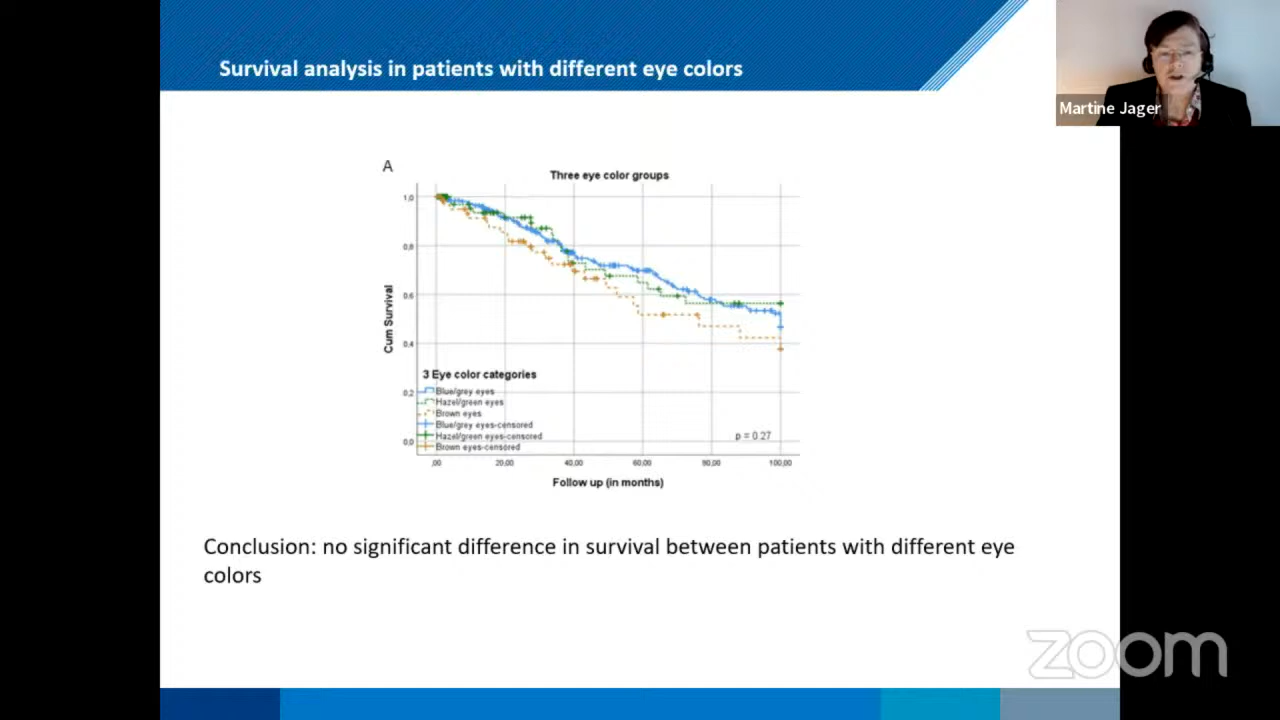 Survival analysis in patients with different eye colors
Martine Jager
A
Three eye color groups
1,0
0,8
0,6
0,4
0,2
0,0
Cum Survival
3 Eye color categories
Blue/grey eyes
Hazel/green eyes
Brown eyes
Blue/grey eyes-censored
Hazel/green eyes-censored
Brown eyes-censored
p = 0.27
,00 20,00 40,00 60,00 80,00 100,00
Follow up (in months)
Conclusion: no significant difference in survival between patients with different eye
colors
zoom